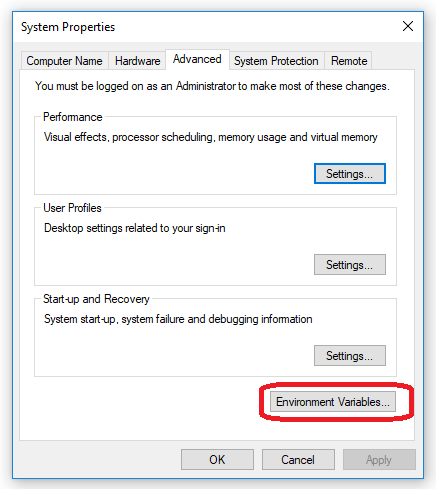 System Properties
Computer Name Hardware Advanced System Protection Remote
You must be logged on as an Administrator to make most of these changes.
Performance
Visual effects, processor scheduling, memory usage and virtual memory
Settings...
User Profiles
Desktop settings related to your sign-in
Settings...
Start-up and Recovery
System start-up, system failure and debugging information
Settings...
Environment Variables...
OK Cancel Apply